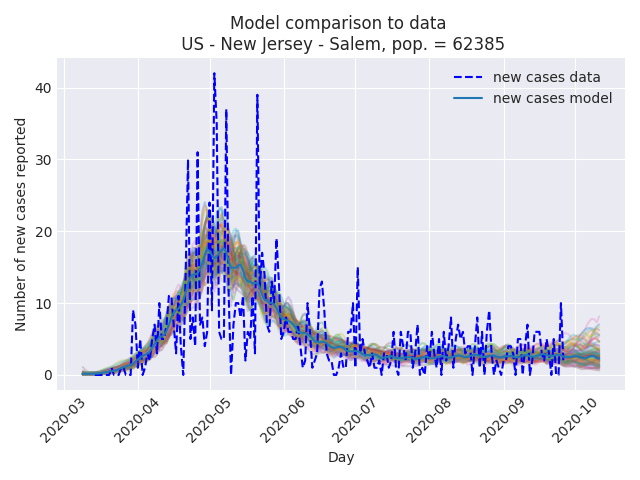 Model comparison to data
US - New Jersey - Salem, pop. = 62385
new cases data
new cases model
Number of new cases reported
40
30
20
10
0
2020-03
2020-04
2020-05
2020-06
2020-07
2020-08
2020-09
2020-10
Day